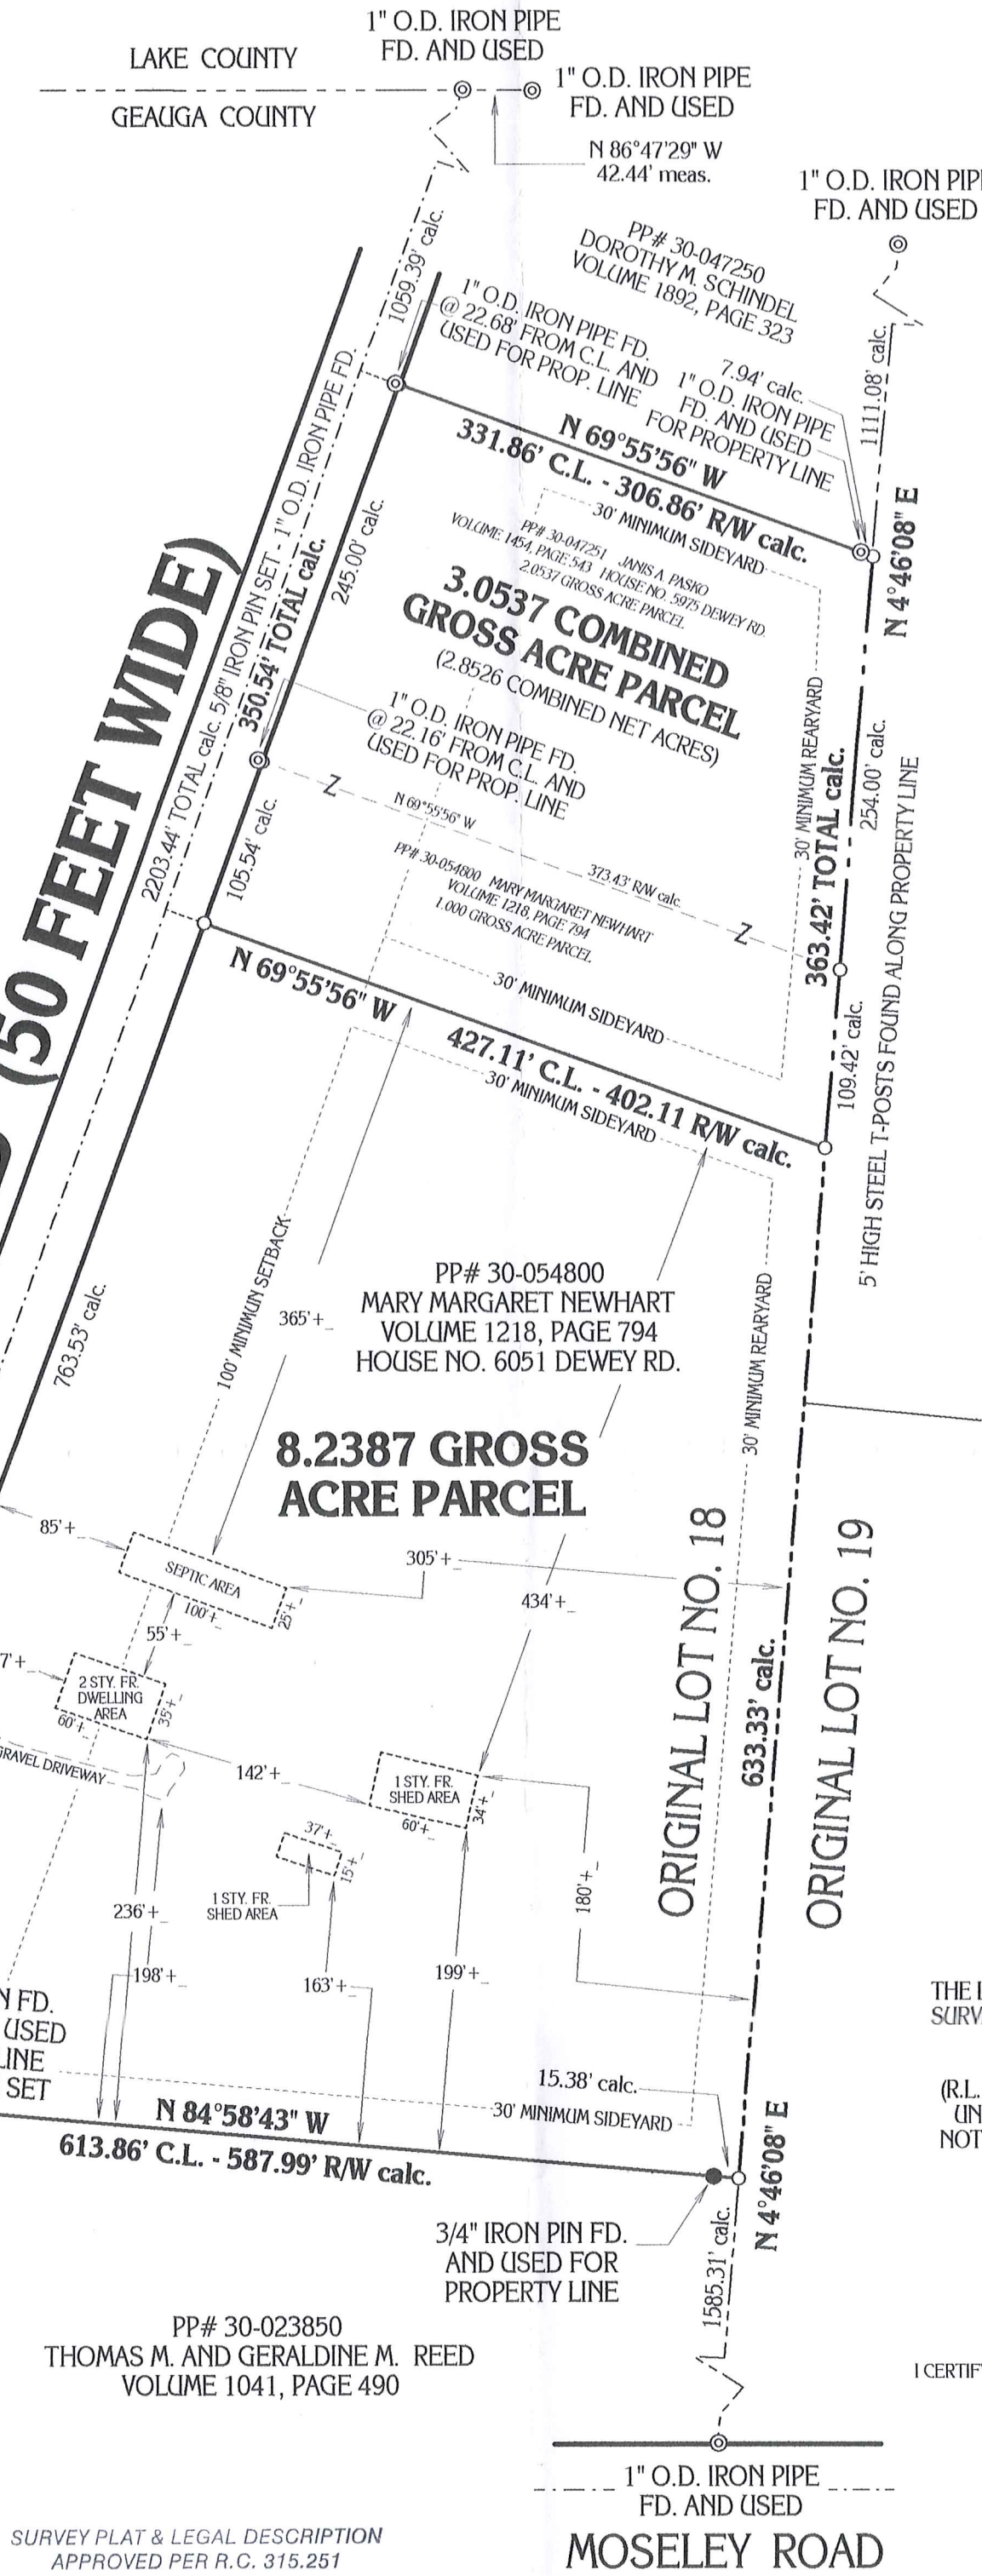 1" O.D. IRON PIPE
FD. AND USED
LAKE COUNTY
GEAUGA COUNTY
1" O.D. IRON PIPE
FD. AND USED
N 86°47'29" W
42.44' meas.
1" O.D. IRON PIPE
FD. AND USED
PP# 30-047250
DOROTHY M. SCHINDEL
VOLUME 1892, PAGE 323
1059.39' calc.
1" O.D. IRON PIPE FD.
@ 22.68' FROM C.L. AND
USED FOR PROP. LINE
7.94' calc.
1" O.D. IRON PIPE
FD. AND USED
FOR PROPERTY LINE
1111.08' calc.
N 69°55'56" W
331.86' C.L. - 306.86' R/W calc.
30' MINIMUM SIDEYARD
N 4°46'08" E
PP# 30-047251 JANIS A. PASKO
VOLUME 1454, PAGE 543 HOUSE NO. 5975 DEWEY RD.
2.0537 GROSS ACRE PARCEL
3.0537 COMBINED
GROSS ACRE PARCEL
(2.8526 COMBINED NET ACRES)
245.00' calc.
350.54' TOTAL calc.
2203.44' TOTAL calc. 5/8" IRON PIN SET - 1" O.D. IRON PIPE FD.
(50 FEET WIDE)
1" O.D. IRON PIPE FD.
@ 22.16' FROM C.L. AND
USED FOR PROP. LINE
30' MINIMUM REARYARD
363.42' TOTAL calc.
254.00' calc.
5' HIGH STEEL T-POSTS FOUND ALONG PROPERTY LINE
Z
N 69°55'56" W
373.43' R/W calc.
Z
105.54' calc.
PP# 30-054800 MARY MARGARET NEWHART
VOLUME 1218, PAGE 794
1.000 GROSS ACRE PARCEL
30' MINIMUM SIDEYARD
109.42' calc.
N 69°55'56" W
427.11' C.L. - 402.11 R/W calc.
30' MINIMUM SIDEYARD
100' MINIMUN SETBACK
763.53' calc.
365'+_
PP# 30-054800
MARY MARGARET NEWHART
VOLUME 1218, PAGE 794
HOUSE NO. 6051 DEWEY RD.
30' MINIMUM REARYARD
8.2387 GROSS
ACRE PARCEL
85'+_
SEPTIC AREA
100'+_
25'+_
305'+_
434'+_
55'+_
ORIGINAL LOT NO. 18
633.33' calc.
ORIGINAL LOT NO. 19
7'+_
2 STY. FR.
DWELLING
AREA
60'+_
35'+_
GRAVEL DRIVEWAY
142'+_
1 STY. FR.
SHED AREA
60'+_
34'+_
37'+_
15'+_
1 STY. FR.
SHED AREA
180'+_
236'+_
198'+_
163'+_
199'+_
N FD.
USED
LINE
SET
THE
SURV
(R.L.
UN
NOT
15.38' calc.
30' MINIMUM SIDEYARD
N 84°58'43" W
613.86' C.L. - 587.99' R/W calc.
N 4°46'08" E
3/4" IRON PIN FD.
AND USED FOR
PROPERTY LINE
1585.31' calc.
PP# 30-023850
THOMAS M. AND GERALDINE M. REED
VOLUME 1041, PAGE 490
I CERTIF
1" O.D. IRON PIPE
FD. AND USED
MOSELEY ROAD
SURVEY PLAT & LEGAL DESCRIPTION
APPROVED PER R.C. 315.251